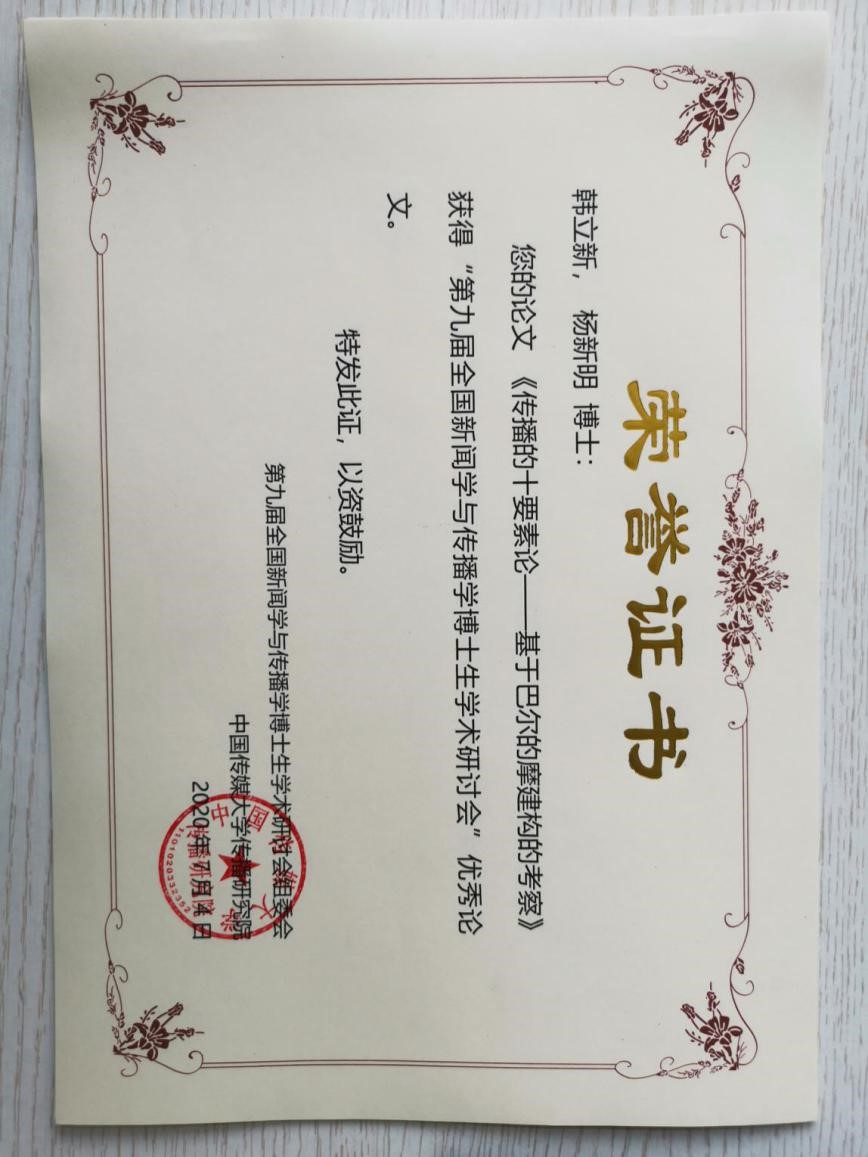 荣誉证书
韩立新， 杨新明 博士：
您的论文 《传播的十要素论——基于巴尔的摩建构的考察》
获得“第九届全国新闻学与传播学博士生学术研讨会”优秀论
文。
特发此证，以资鼓励。
第九届全国新闻学与传播学博士生学术研讨会组委会
中国传媒大学传播研究院
2020年7月4日